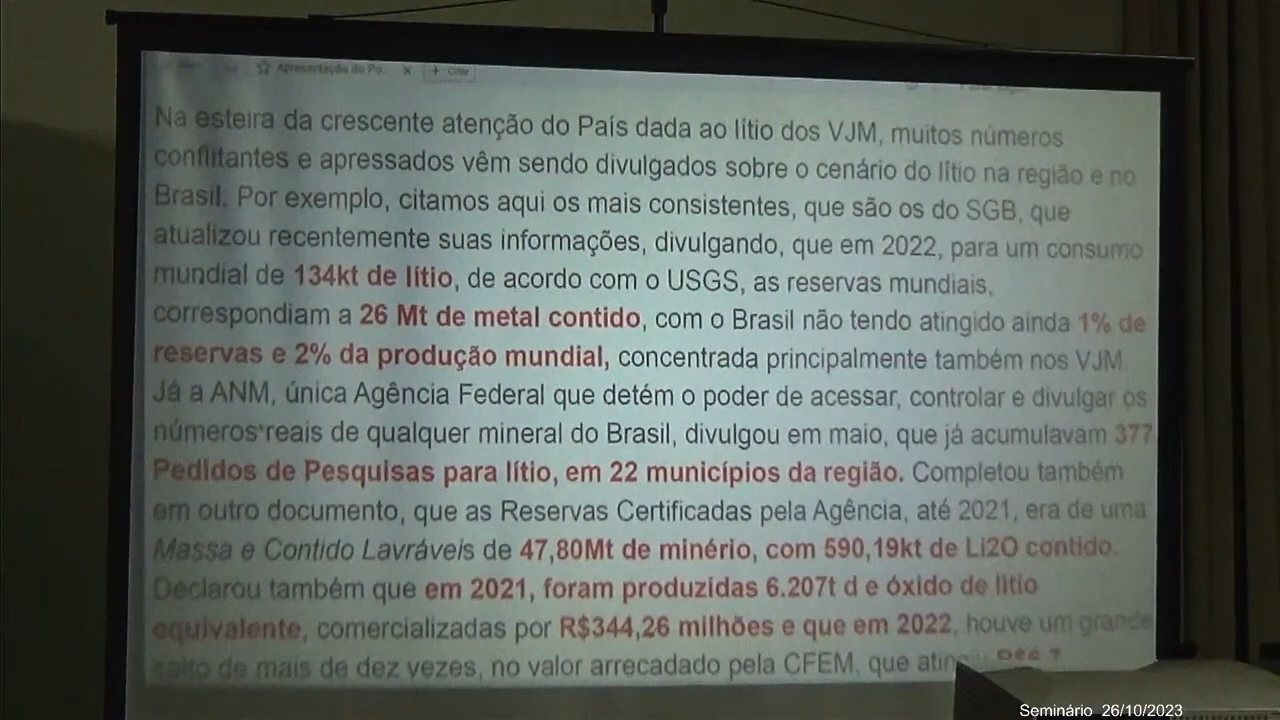 Apresentação do Po... × + Criar
Na esteira da crescente atenção do País dada ao lítio dos VJM, muitos números
conflitantes e apressados vêm sendo divulgados sobre o cenário do lítio na região e no
Brasil. Por exemplo, citamos aqui os mais consistentes, que são os do SGB, que
atualizou recentemente suas informações, divulgando, que em 2022, para um consumo
mundial de 134kt de lítio, de acordo com o USGS, as reservas mundiais,
correspondiam a 26 Mt de metal contido, com o Brasil não tendo atingido ainda 1% de
reservas e 2% da produção mundial, concentrada principalmente também nos VJM
Já a ANM, única Agência Federal que detém o poder de acessar, controlar e divulgar os
números reais de qualquer mineral do Brasil, divulgou em maio, que já acumulavam 377
Pedidos de Pesquisas para lítio, em 22 municípios da região. Completou também
em outro documento, que as Reservas Certificadas pela Agência, até 2021, era de uma
Massa e Contido Lavráveis de 47,80Mt de minério, com 590,19kt de Li2O contido.
Declarou também que em 2021, foram produzidas 6.207t d e óxido de lítio
equivalente, comercializadas por R$344,26 milhões e que em 2022, houve um grande
salto de mais de dez vezes, no valor arrecadado pela CFEM, que
Seminário 26/10/2023